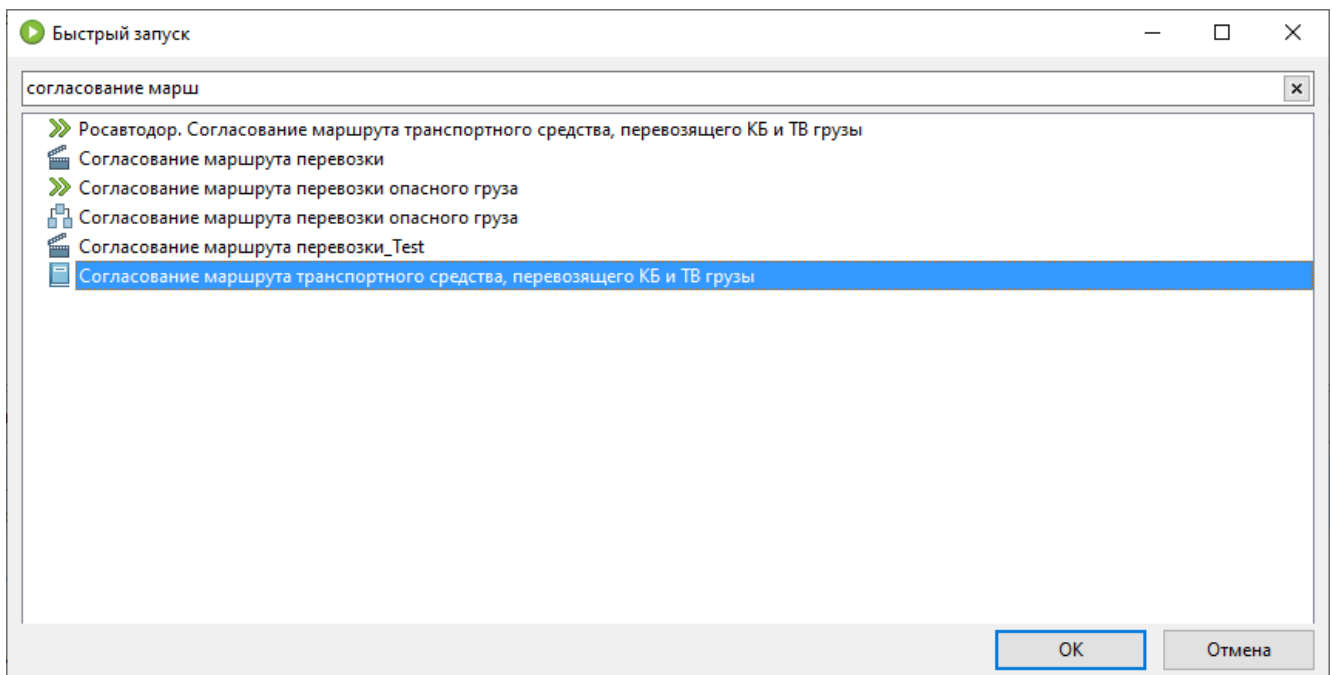 Быстрый запуск
согласование марш
Росавтодор. Согласование маршрута транспортного средства, перевозящего КБ и ТВ грузы
Согласование маршрута перевозки
Согласование маршрута перевозки опасного груза
Согласование маршрута перевозки опасного груза
Согласование маршрута перевозки_Test
Согласование маршрута транспортного средства, перевозящего КБ и ТВ грузы
OK Отмена